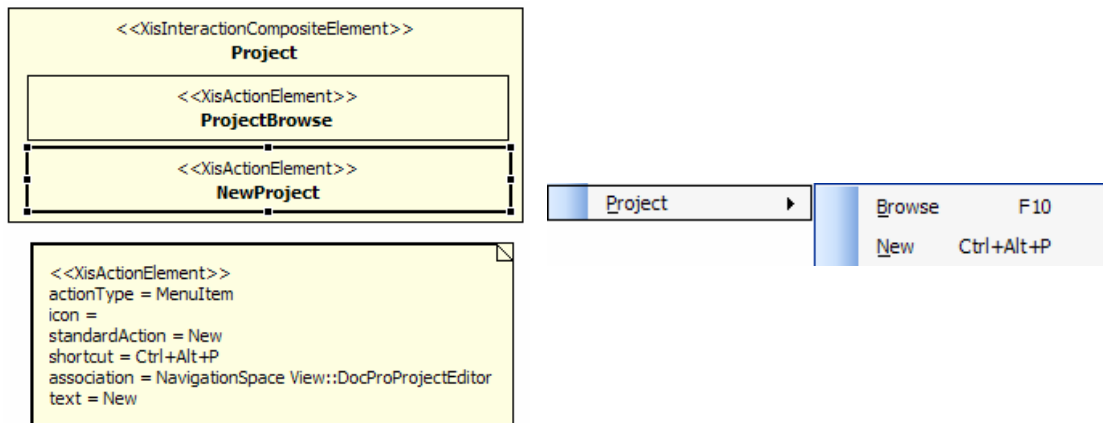 <<XisInteractionCompositeElement>>
Project
<<XisActionElement>>
ProjectBrowse
<<XisActionElement>>
NewProject
<<XisActionElement>>
actionType = MenuItem
icon =
standardAction = New
shortcut = Ctrl+Alt+P
association = NavigationSpace View::DocProProjectEditor
text = New
Project
Browse F10
New Ctrl+Alt+P